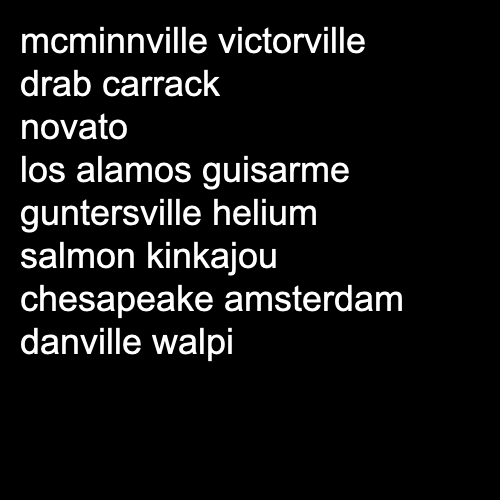 mcminnville victorville
drab carrack
novato
los alamos guisarme
guntersville helium
salmon kinkajou
chesapeake amsterdam
danville walpi